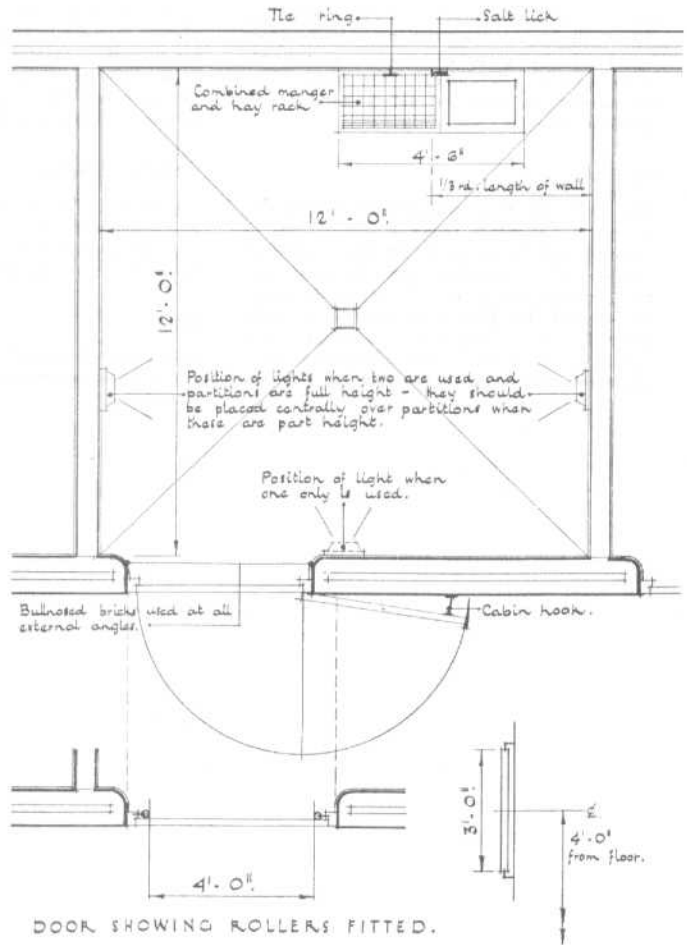 Tie ring
Salt lick
Combined manger
and hay rack
4'- 6"
1/3 rd. length of wall
12' - 0".
12'- 0".
Position of lights when two are used and
partitions are full height - they should
be placed centrally over partitions when
these are part height.
Position of light when
one only is used.
Bullnosed bricks used at all
external angles.
Cabin hook.
3'- 0"
4'- 0"
from floor.
4'- 0".
DOOR SHOWING ROLLERS FITTED.